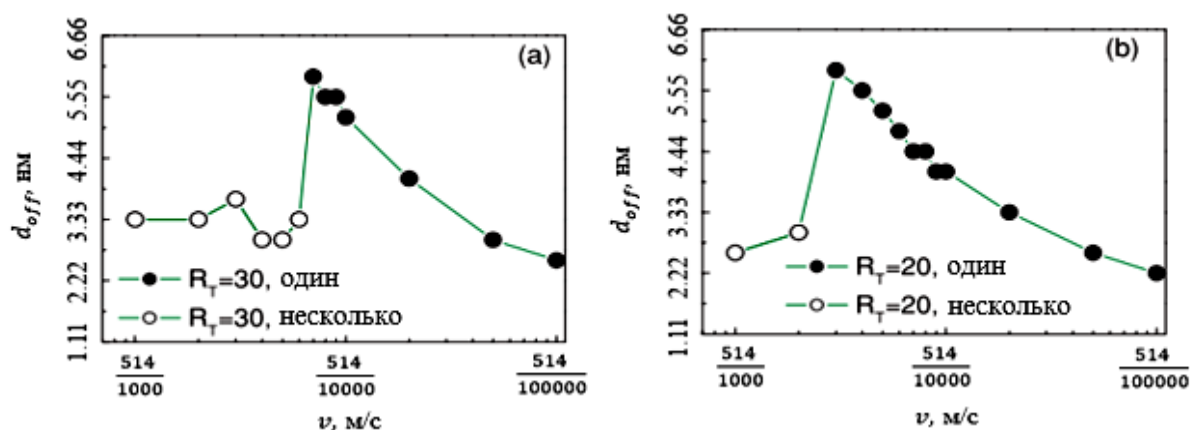 (a)
6.66
5.55
4.44
3.33
2.22
1.11
d_off, нм
R_T=30, один
R_T=30, несколько
514/1000
514/10000
514/100000
v, м/с
(b)
6.66
5.55
4.44
3.33
2.22
1.11
d_off, нм
R_T=20, один
R_T=20, несколько
514/1000
514/10000
514/100000
v, м/с